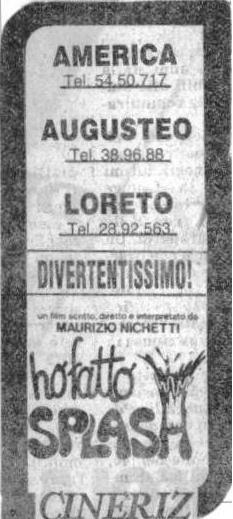 AMERICA
Tel. 54.50.717
AUGUSTEO
Tel. 38.96.88
LORETO
Tel. 28.92.563
DIVERTENTISSIMO!
un film scritto, diretto e interpretato da
MAURIZIO NICHETTI
ho fatto
SPLASH
CINERIZ